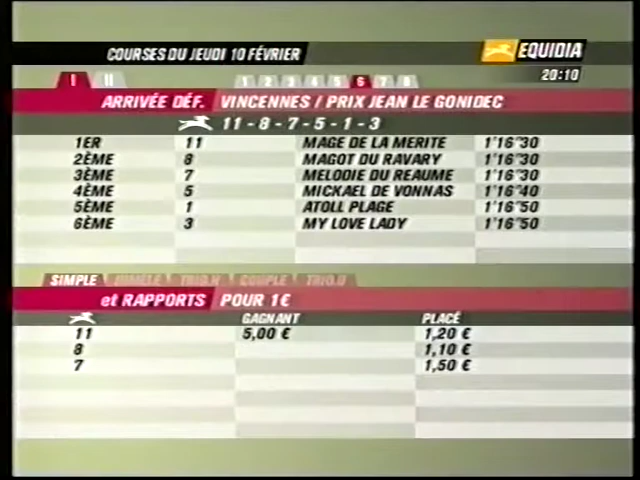 COURSES DU JEUDI 10 FÉVRIER
EQUIDIA
20:10
I II 1 2 3 4 5 6 7 8
ARRIVÉE DÉF. VINCENNES / PRIX JEAN LE GONIDEC
11 - 8 - 7 - 5 - 1 - 3
1ER 11 MAGE DE LA MERITE 1'16"30
2ÈME 8 MAGOT DU RAVARY 1'16"30
3ÈME 7 MELODIE DU REAUME 1'16"30
4ÈME 5 MICKAEL DE VONNAS 1'16"40
5ÈME 1 ATOLL PLAGE 1'16"50
6ÈME 3 MY LOVE LADY 1'16"50
SIMPLE JUMELÉ TRIO.H COUPLÉ TRIO.U
et RAPPORTS POUR 1€
GAGNANT PLACÉ
11 5,00 € 1,20 €
8 1,10 €
7 1,50 €